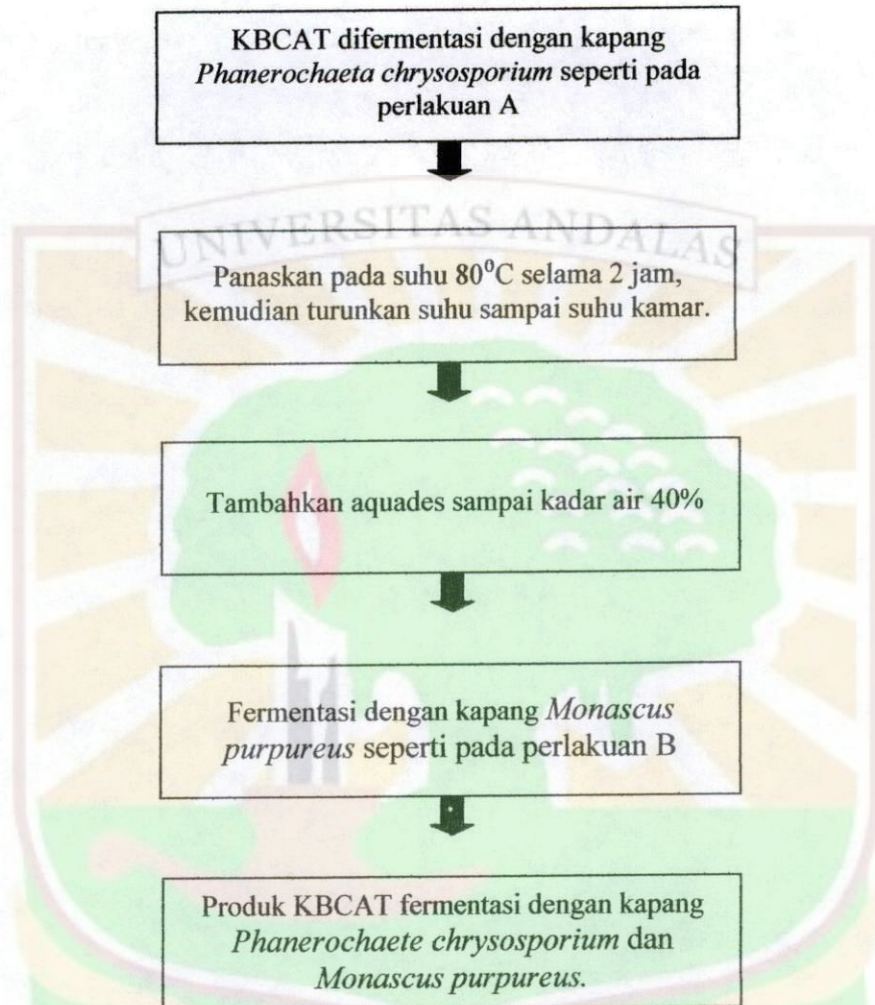 KBCAT difermentasi dengan kapang
Phanerochaeta chrysosporium seperti pada
perlakuan A
UNIVERSITAS ANDALAS
Panaskan pada suhu 80⁰C selama 2 jam,
kemudian turunkan suhu sampai suhu kamar.
Tambahkan aquades sampai kadar air 40%
Fermentasi dengan kapang Monascus
purpureus seperti pada perlakuan B
Produk KBCAT fermentasi dengan kapang
Phanerochaete chrysosporium dan
Monascus purpureus.